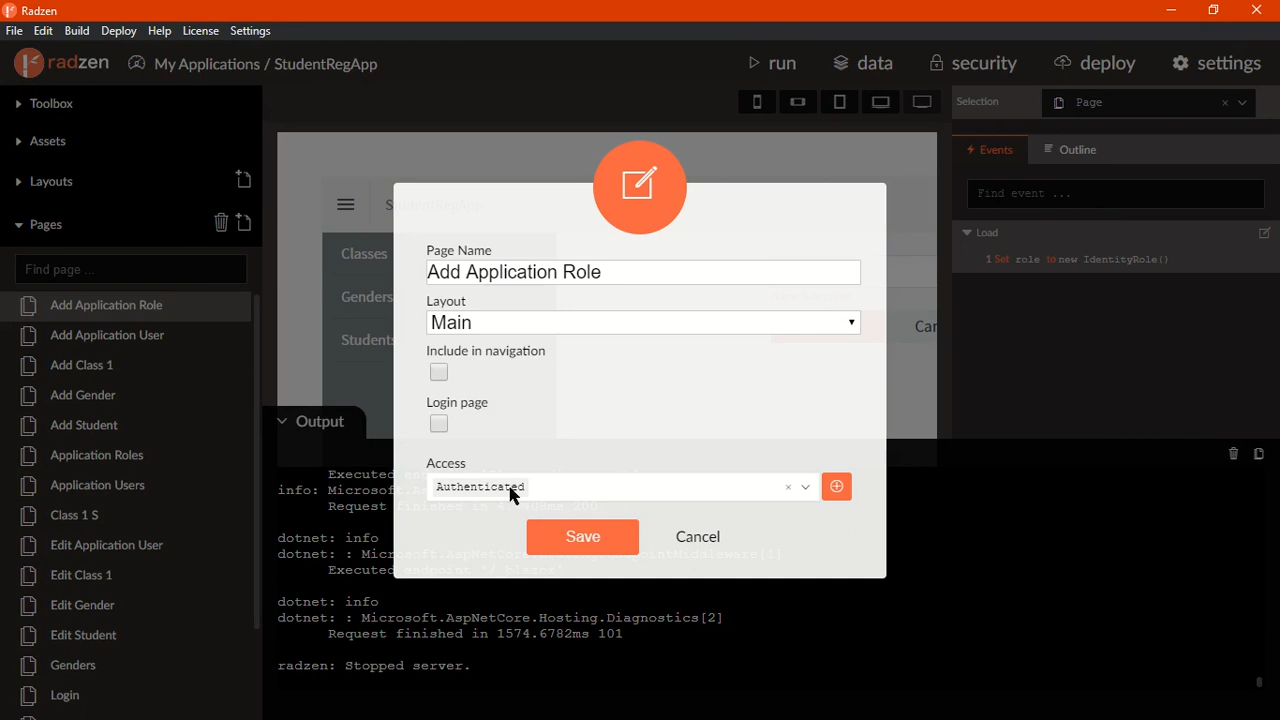 Radzen
File Edit Build Deploy Help License Settings
radzen My Applications / StudentRegApp run data security deploy settings
Toolbox
Selection Page
Assets
Events Outline
Layouts
Find event ...
Pages
Load
1 Set role to new IdentityRole()
Find page ...
Add Application Role
Add Application User
Add Class 1
Add Gender
Add Student
Application Roles
Application Users
Class 1 S
Edit Application User
Edit Class 1
Edit Gender
Edit Student
Genders
Login
StudentRegApp
Classes
Genders
Students
Page Name
Add Application Role
Layout
Main
Include in navigation
Login page
Access
Authenticated
Save Cancel
Output
Executed
info: Microsoft.
Request finished in 200
dotnet: info
dotnet: : Microsoft.AspNetCore.
Executed endpoint
dotnet: info
dotnet: : Microsoft.AspNetCore.Hosting.Diagnostics[2]
Request finished in 1574.6782ms 101
radzen: Stopped server.